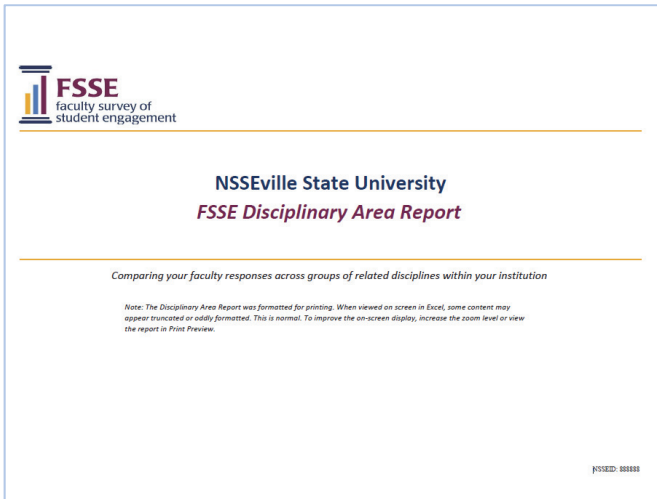 FSSE
faculty survey of
student engagement
NSSEville State University
FSSE Disciplinary Area Report
Comparing your faculty responses across groups of related disciplines within your institution
Note: The Disciplinary Area Report was formatted for printing. When viewed on screen in Excel, some content may
appear truncated or oddly formatted. This is normal. To improve the on-screen display, increase the zoom level or view
the report in Print Preview.
NSSEID: 888888